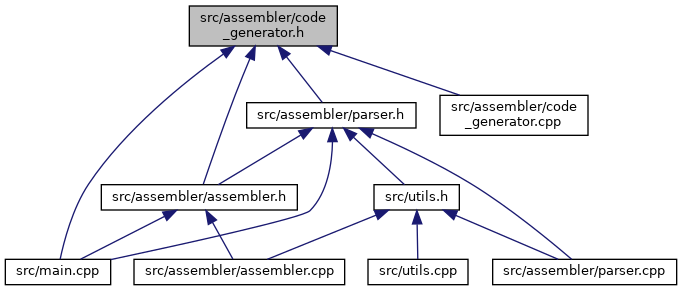 src/assembler/code
_generator.h
src/assembler/parser.h
src/assembler/code
_generator.cpp
src/assembler/assembler.h
src/utils.h
src/main.cpp
src/assembler/assembler.cpp
src/utils.cpp
src/assembler/parser.cpp